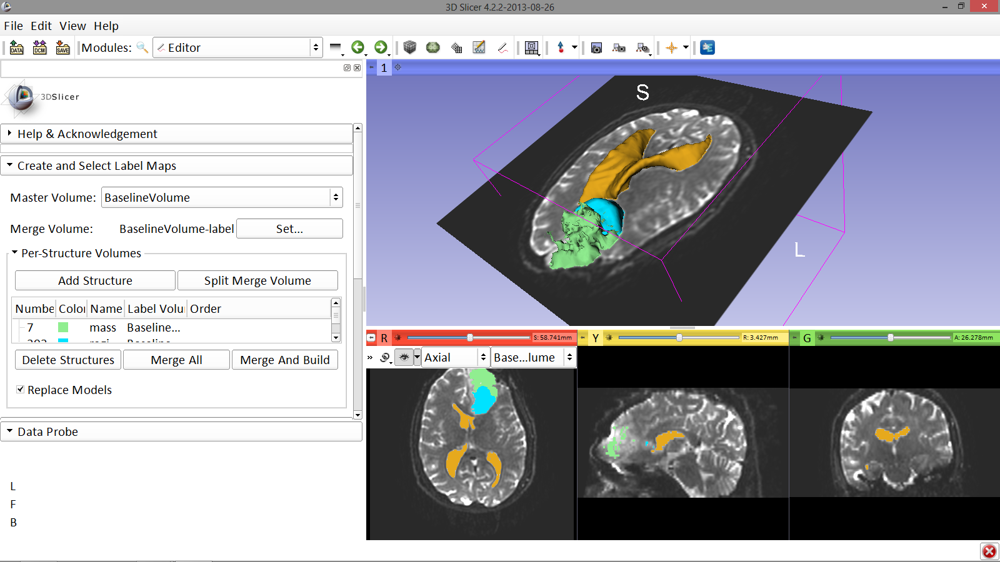 3D Slicer 4.2.2-2013-08-26
File Edit View Help
DATA DCM SAVE Modules: Editor
1
3DSlicer
S
Help & Acknowledgement
Create and Select Label Maps
Master Volume: BaselineVolume
Merge Volume: BaselineVolume-label Set...
L
Per-Structure Volumes
Add Structure Split Merge Volume
Numbe Color Name Label Volu Order
7 mass Baseline...
R S: 58.741mm Y R: 3.427mm G A: 26.278mm
» Axial Base...lume
Delete Structures Merge All Merge And Build
Replace Models
Data Probe
L
F
B